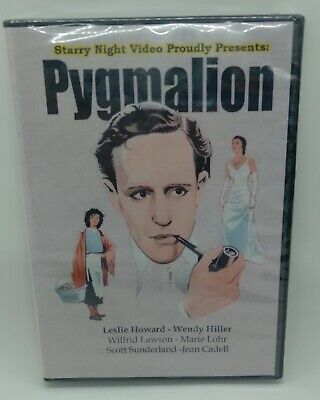 Starry Night Video Proudly Presents:
Pygmalion
Leslie Howard - Wendy Hiller
Wilfrid Lawson - Marie Lohr
Scott Sunderland -Jean Cadell